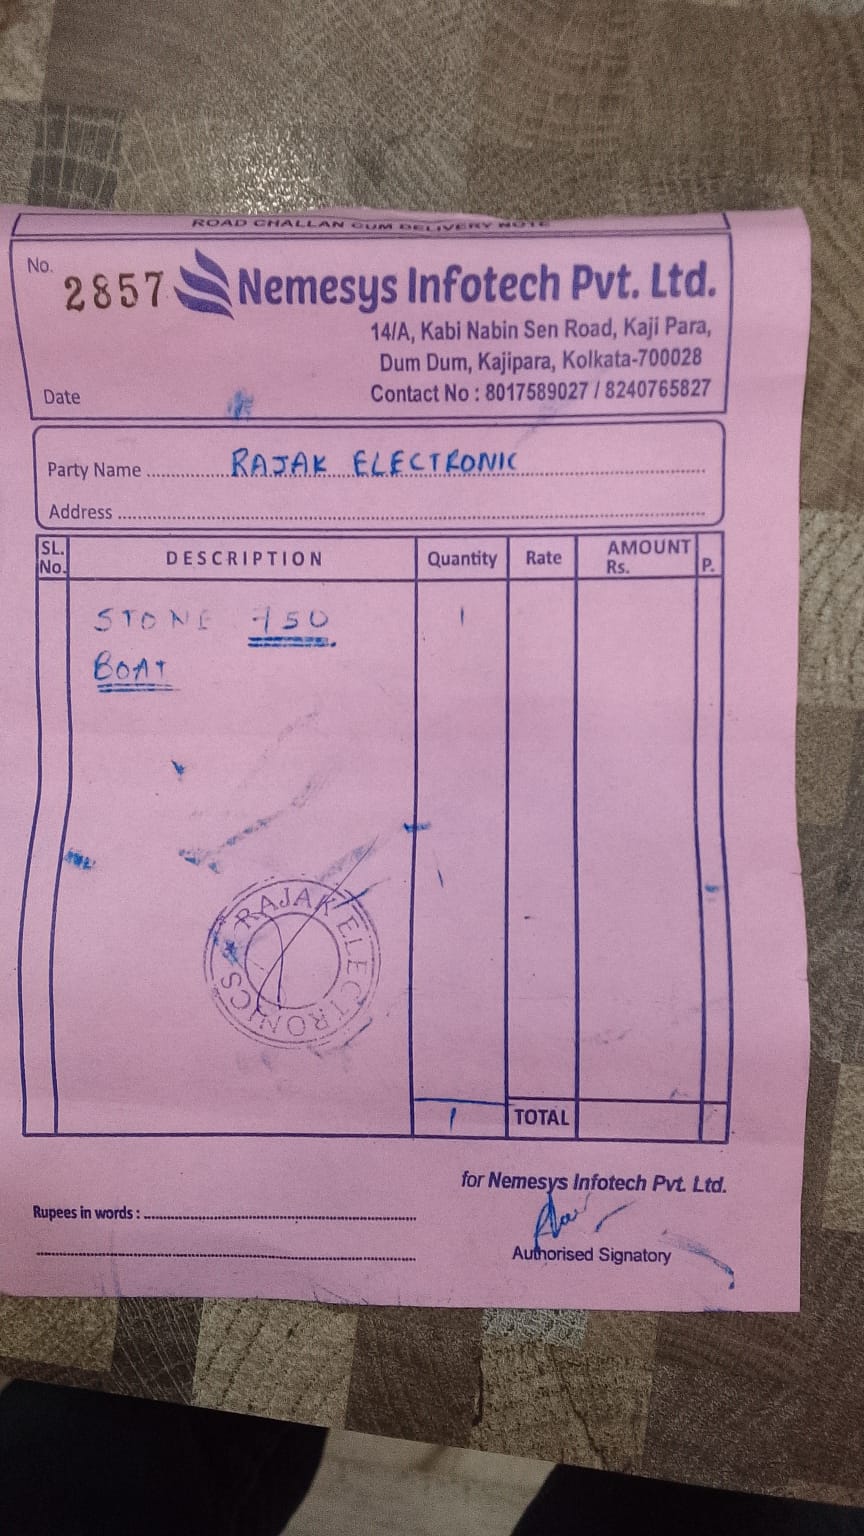 ROAD CHALLAN CUM DELIVERY NOTE
No. 2857
Nemesys Infotech Pvt. Ltd.
14/A, Kabi Nabin Sen Road, Kaji Para,
Dum Dum, Kajipara, Kolkata-700028
Date
Contact No : 8017589027 / 8240765827
Party Name RAJAK ELECTRONIC
Address
SL. No. DESCRIPTION Quantity Rate AMOUNT Rs. P.
STONE 750 1
BOAT
RAJAK ELECTRONICS
1 TOTAL
for Nemesys Infotech Pvt. Ltd.
Rupees in words :
Authorised Signatory